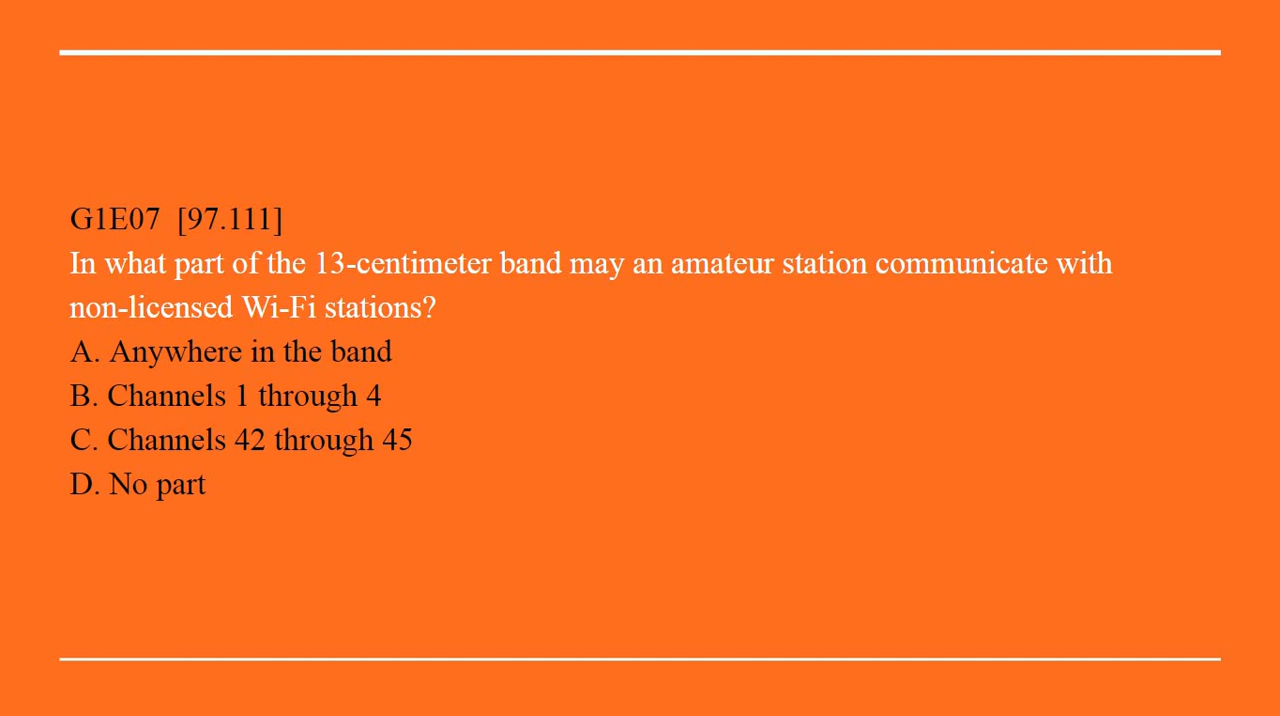 G1E07 [97.111]
In what part of the 13-centimeter band may an amateur station communicate with
non-licensed Wi-Fi stations?
A. Anywhere in the band
B. Channels 1 through 4
C. Channels 42 through 45
D. No part